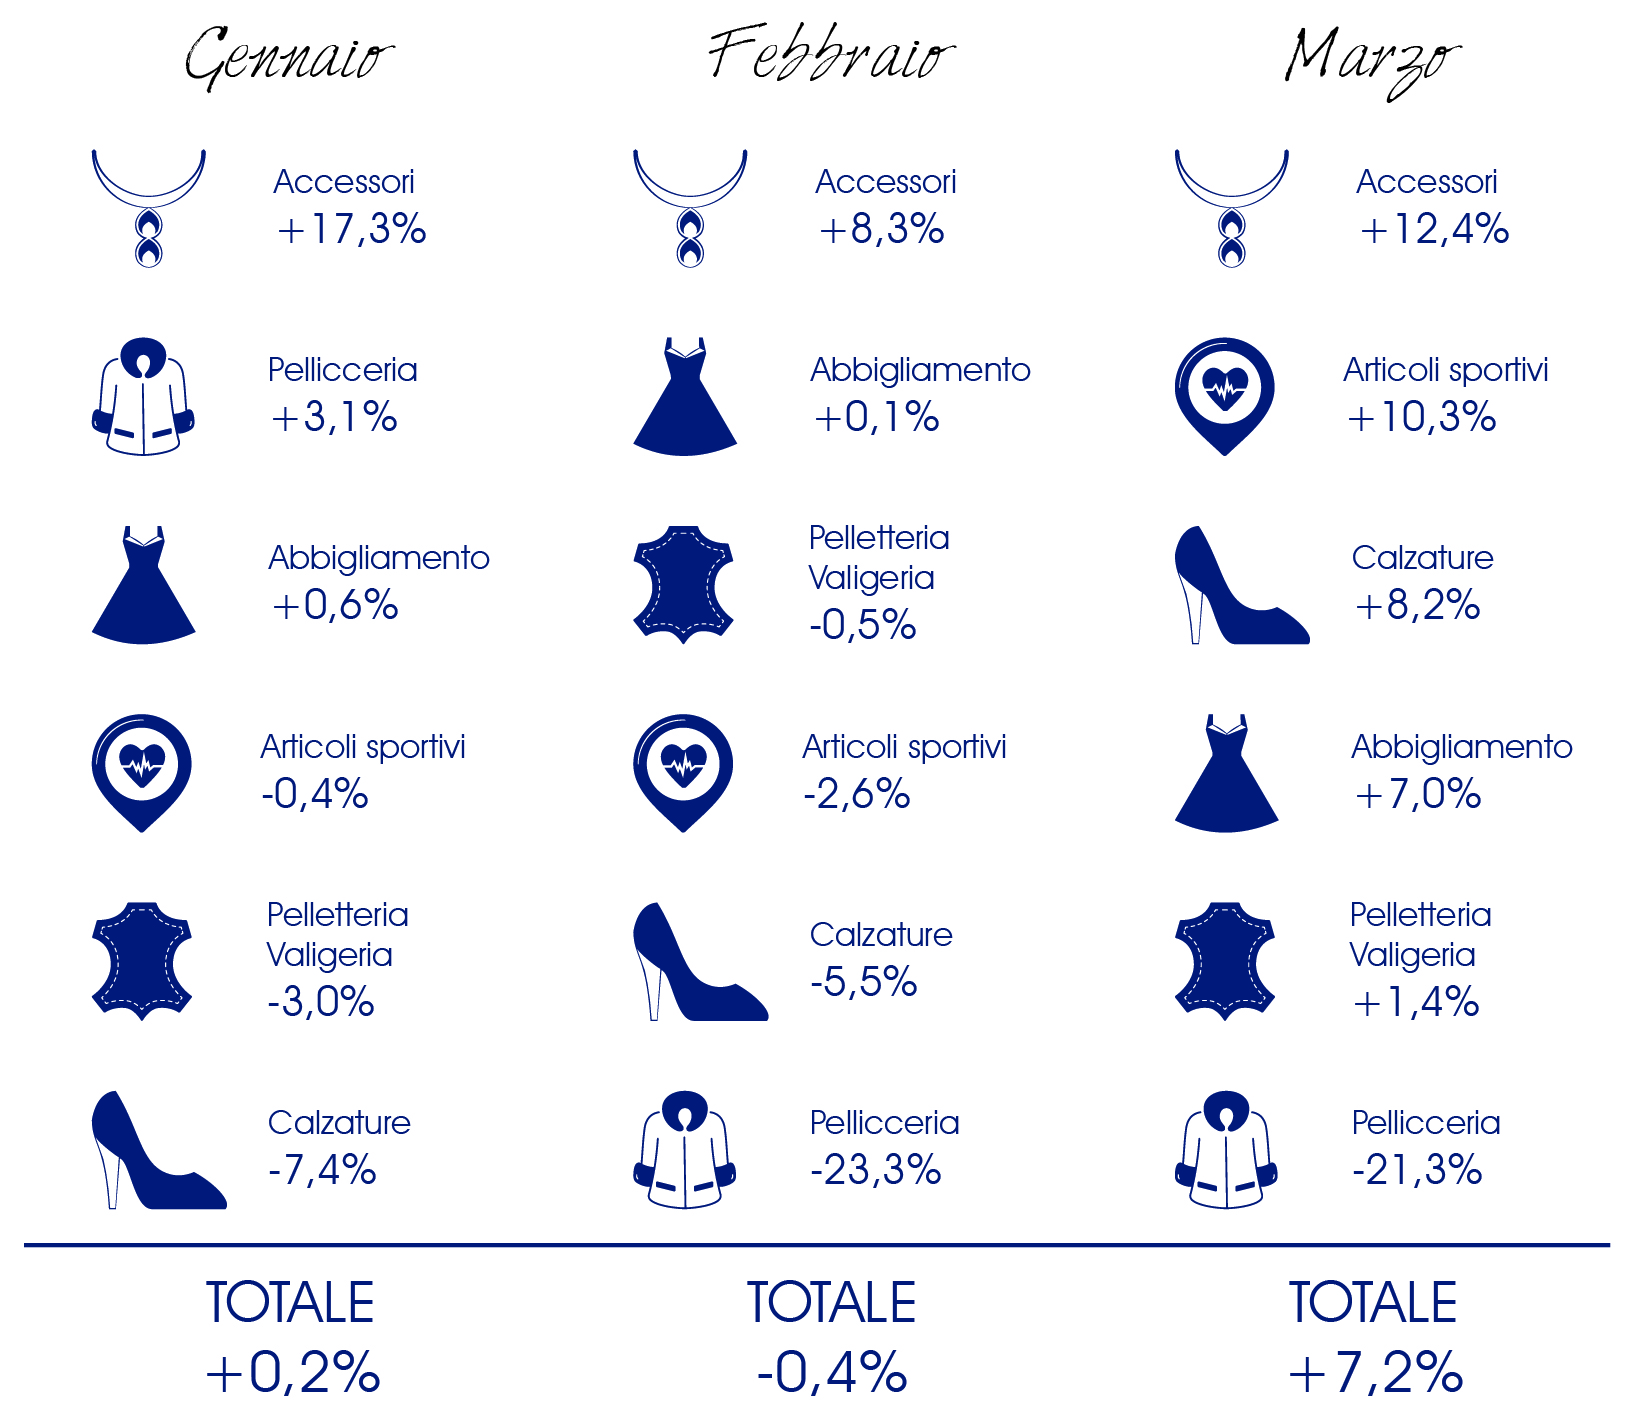 Gennaio
Accessori
+17,3%
Pellicceria
+3,1%
Abbigliamento
+0,6%
Articoli sportivi
-0,4%
Pelletteria
Valigeria
-3,0%
Calzature
-7,4%
TOTALE
+0,2%
Febbraio
Accessori
+8,3%
Abbigliamento
+0,1%
Pelletteria
Valigeria
-0,5%
Articoli sportivi
-2,6%
Calzature
-5,5%
Pellicceria
-23,3%
TOTALE
-0,4%
Marzo
Accessori
+12,4%
Articoli sportivi
+10,3%
Calzature
+8,2%
Abbigliamento
+7,0%
Pelletteria
Valigeria
+1,4%
Pellicceria
-21,3%
TOTALE
+7,2%